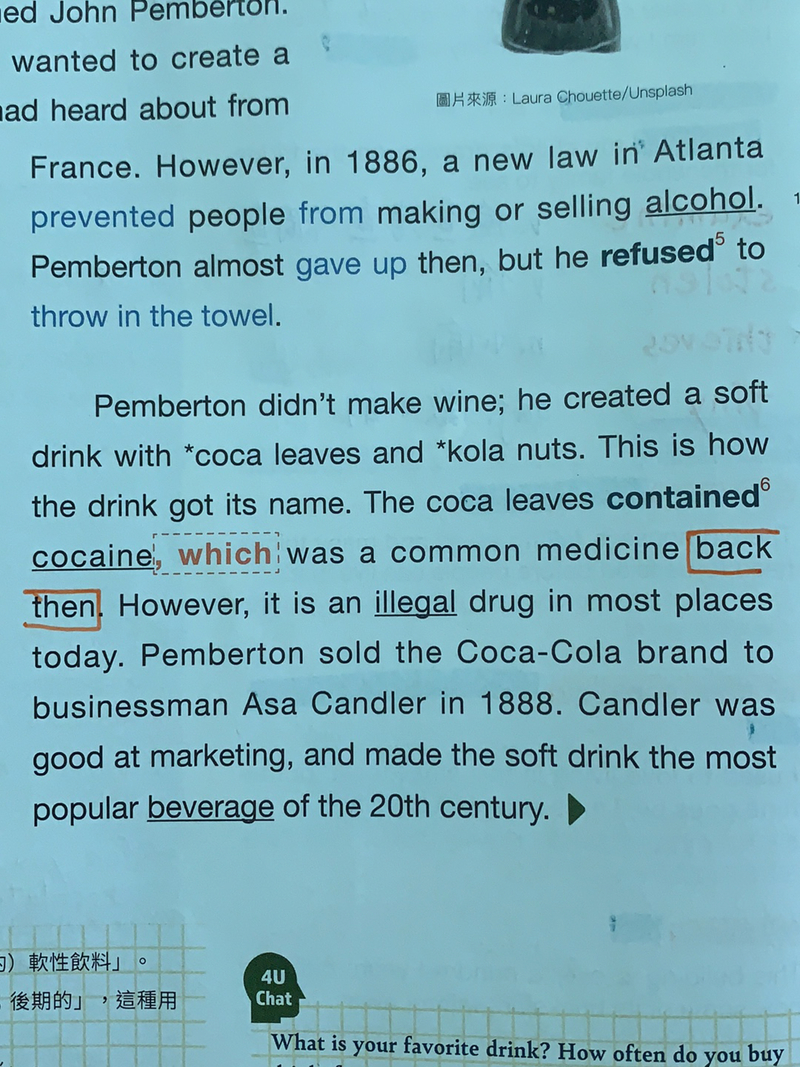 ned John Pemberton.
wanted to create a
had heard about from
圖片來源：Laura Chouette/Unsplash
France. However, in 1886, a new law in Atlanta
prevented people from making or selling alcohol.
Pemberton almost gave up then, but he refused5 to
throw in the towel.
Pemberton didn't make wine; he created a soft
drink with *coca leaves and *kola nuts. This is how
the drink got its name. The coca leaves contained6
cocaine, which was a common medicine back
then. However, it is an illegal drug in most places
today. Pemberton sold the Coca-Cola brand to
businessman Asa Candler in 1888. Candler was
good at marketing, and made the soft drink the most
popular beverage of the 20th century.
的）軟性飲料」。
後期的」，這種用
4U
Chat
What is your favorite drink? How often do you buy